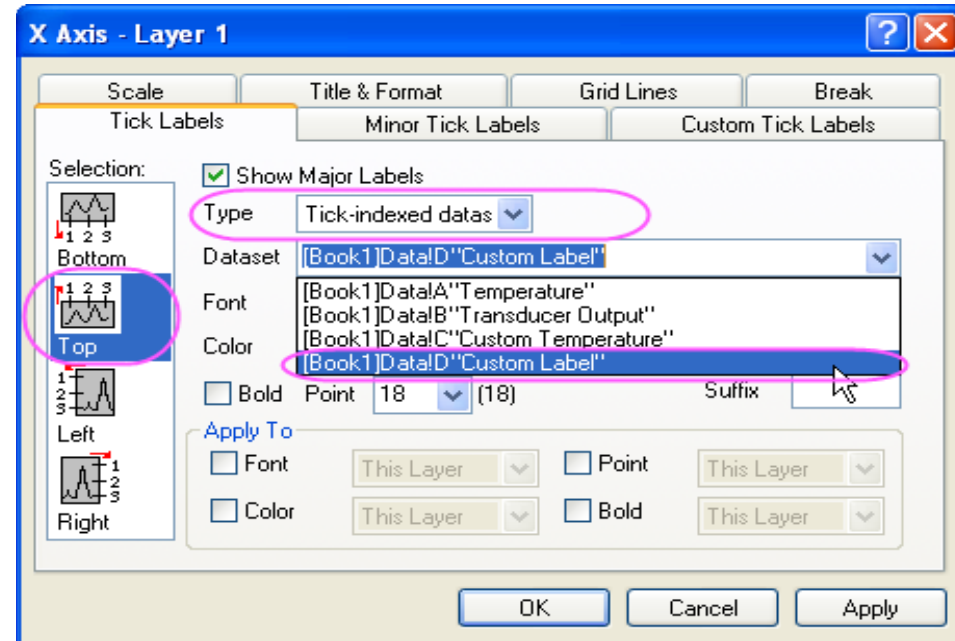 X Axis - Layer 1
Scale Title & Format Grid Lines Break
Tick Labels Minor Tick Labels Custom Tick Labels
Selection:
1 2 3
Bottom
1 2 3
Top
1
2
3
Left
1
2
3
Right
Show Major Labels
Type Tick-indexed datas
Dataset [Book1]Data!D"Custom Label"
[Book1]Data!A"Temperature"
[Book1]Data!B"Transducer Output"
[Book1]Data!C"Custom Temperature"
[Book1]Data!D"Custom Label"
Font
Color
Bold Point 18 (18) Suffix
Apply To
Font This Layer Point This Layer
Color This Layer Bold This Layer
OK Cancel Apply